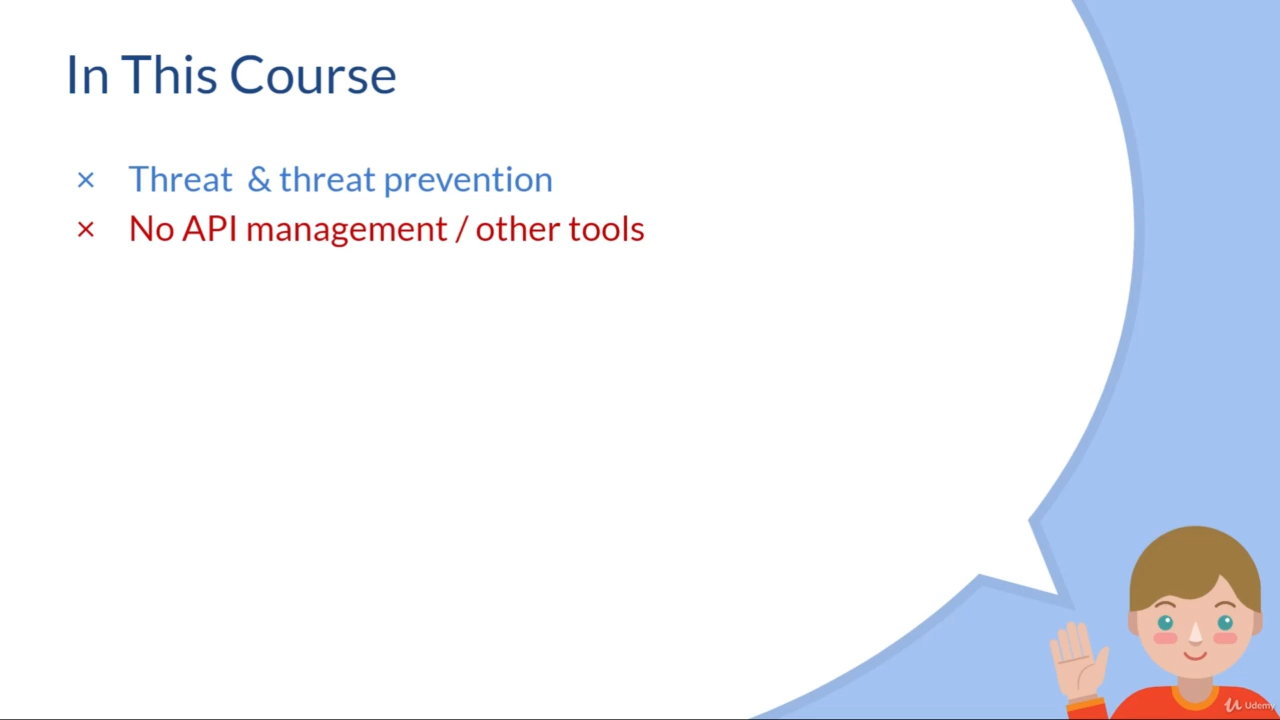 In This Course
× Threat & threat prevention
× No API management / other tools
Udemy